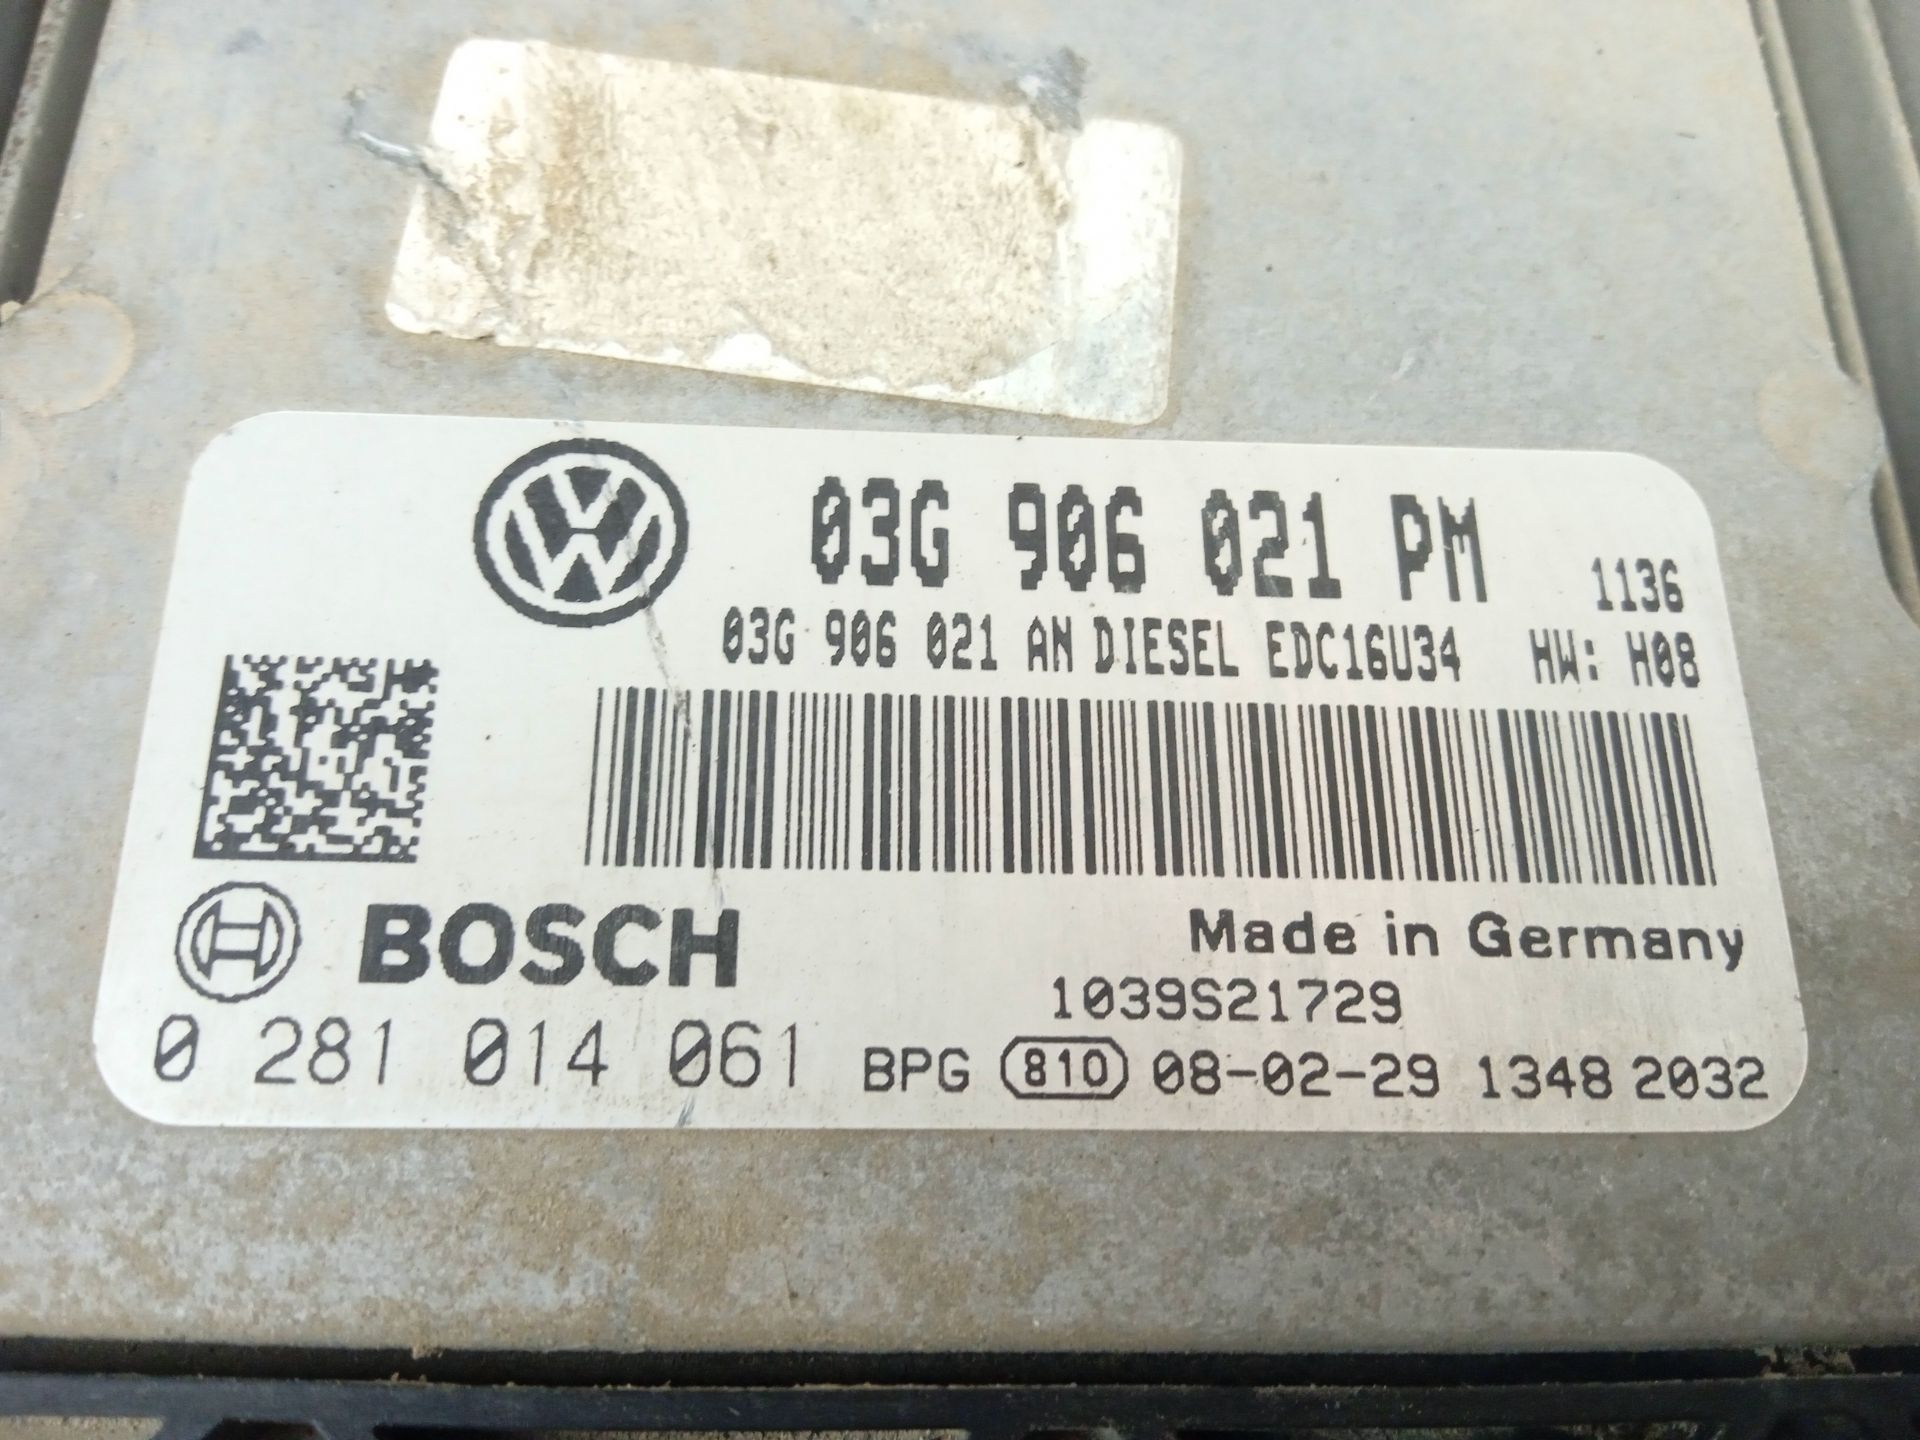 03G 906 021 PM 1136
03G 906 021 AN DIESEL EDC16U34 HW: H08
BOSCH
Made in Germany
1039S21729
0 281 014 061 BPG 810 08-02-29 1348 2032